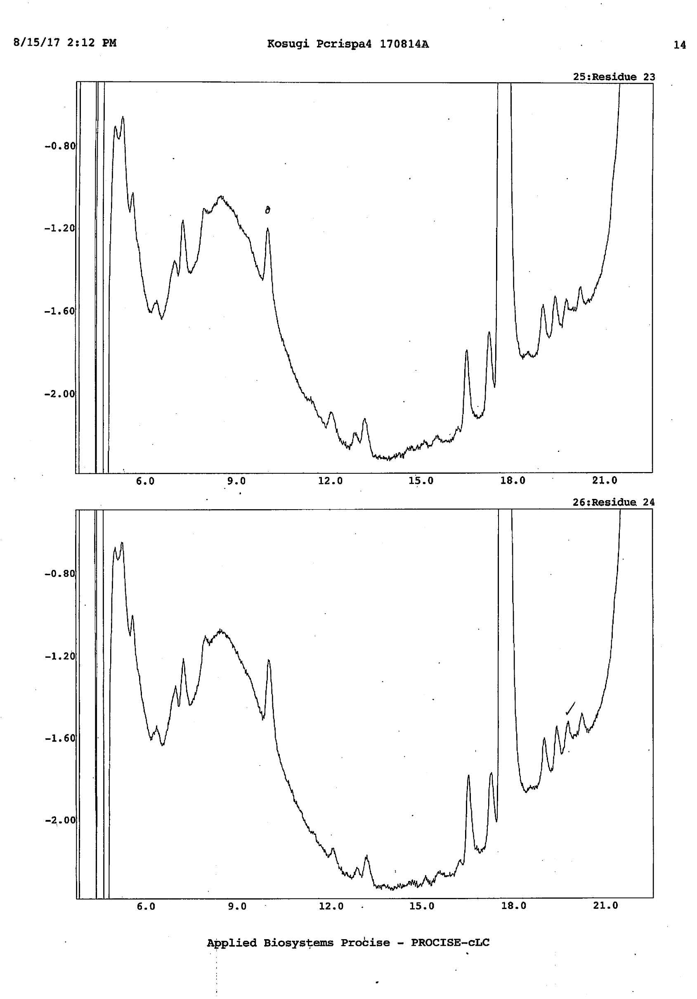 8/15/17 2:12 PM
Kosugi Pcrispa4 170814A
14
25:Residue 23
-0.80
-1.20
-1.60
-2.00
6.0 9.0 12.0 15.0 18.0 21.0
26:Residue 24
-0.80
-1.20
-1.60
-2.00
6.0 9.0 12.0 15.0 18.0 21.0
Applied Biosystems Procise - PROCISE-cLC